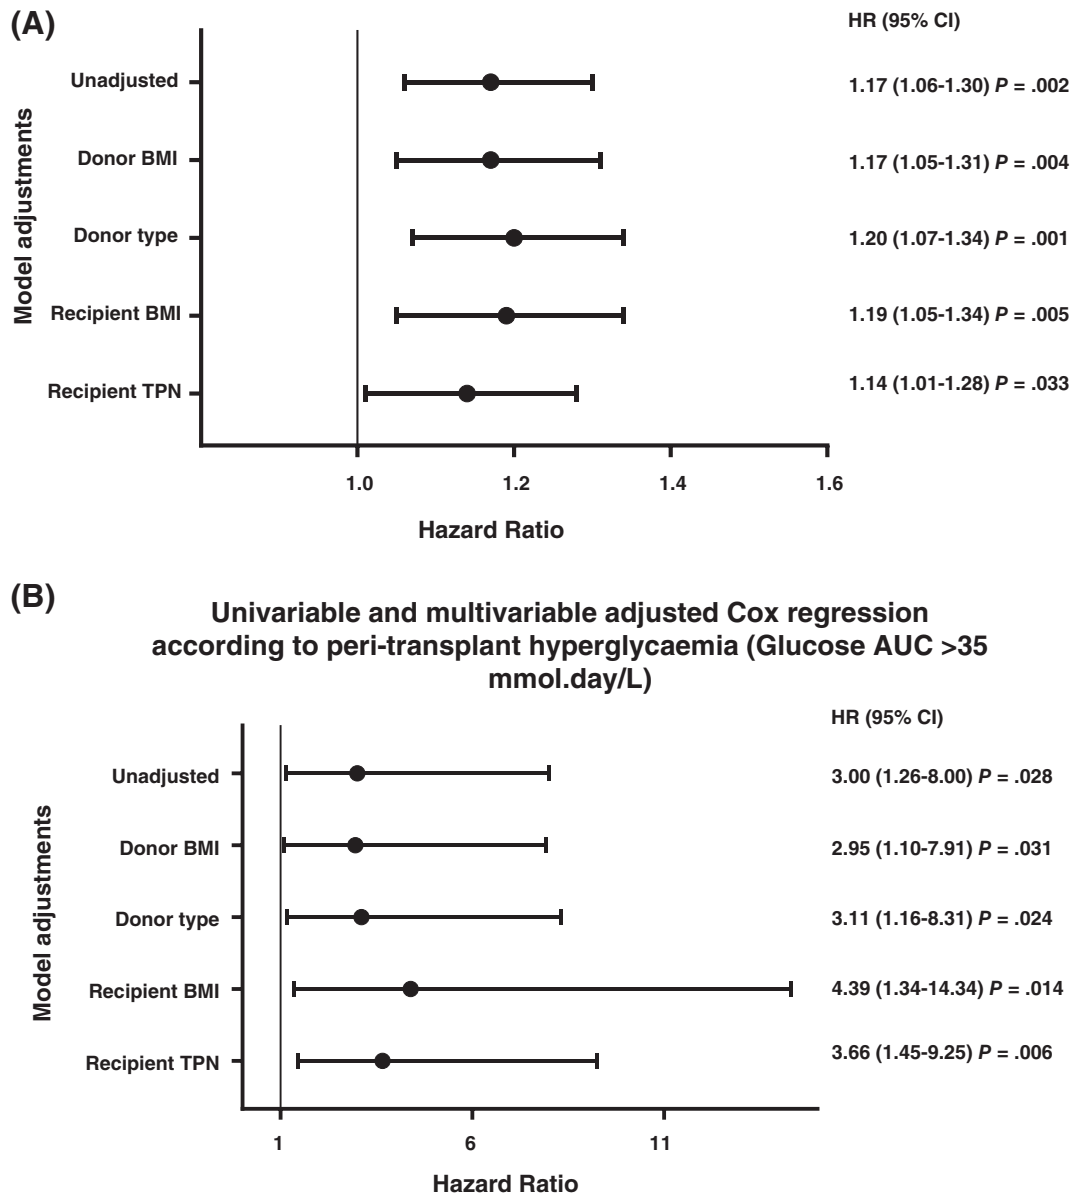 (A)
HR (95% CI)
Model adjustments
Unadjusted
1.17 (1.06-1.30) P = .002
Donor BMI
1.17 (1.05-1.31) P = .004
Donor type
1.20 (1.07-1.34) P = .001
Recipient BMI
1.19 (1.05-1.34) P = .005
Recipient TPN
1.14 (1.01-1.28) P = .033
1.0 1.2 1.4 1.6
Hazard Ratio
(B)
Univariable and multivariable adjusted Cox regression
according to peri-transplant hyperglycaemia (Glucose AUC >35
mmol.day/L)
HR (95% CI)
Model adjustments
Unadjusted
3.00 (1.26-8.00) P = .028
Donor BMI
2.95 (1.10-7.91) P = .031
Donor type
3.11 (1.16-8.31) P = .024
Recipient BMI
4.39 (1.34-14.34) P = .014
Recipient TPN
3.66 (1.45-9.25) P = .006
1 6 11
Hazard Ratio